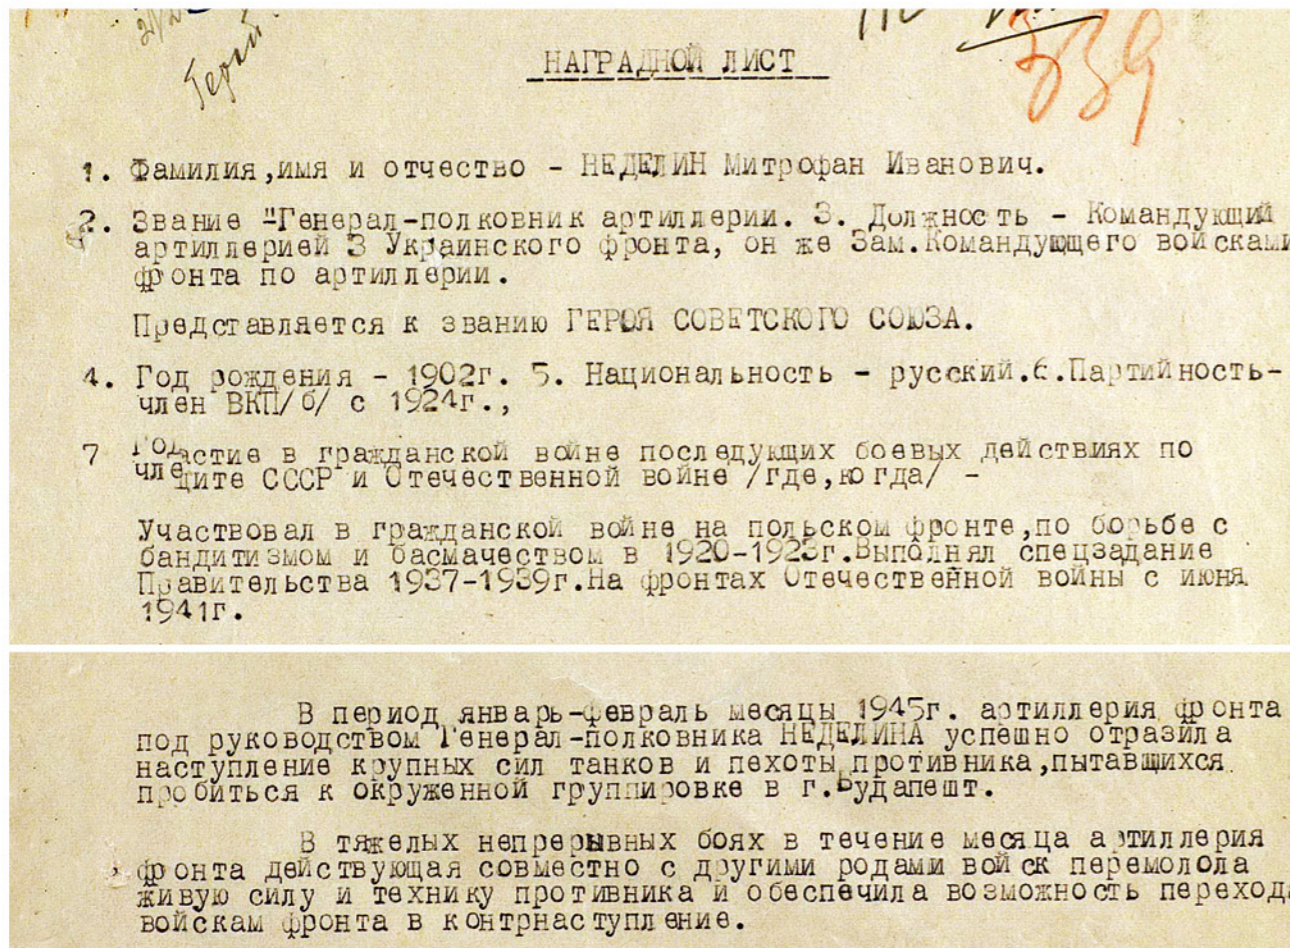 Герой
339
НАГРАДНОЙ ЛИСТ
1. Фамилия,имя и отчество - НЕДЕЛИН Митрофан Иванович.
2. Звание "Генерал-полковник артиллерии. 3. Должность - Командующий
артиллерией 3 Украинского фронта, он же Зам.Командующего войсками
фронта по артиллерии.
Представляется к званию ГЕРОЯ СОВЕТСКОГО СОЮЗА.
4. Год рождения - 1902г. 5. Национальность - русский.6.Партийность-
член ВКП/б/ с 1924г.,
7 астие в гражданской войне последующих боевых действиях по
щите СССР и Отечественной войне /где,когда/ -
Участвовал в гражданской войне на польском фронте,по борьбе с
бандитизмом и басмачеством в 1920-1923г.Выполнял спецзадание
Правительства 1937-1939г.На фронтах Отечественной войны с июня
1941г.
В период январь-февраль месяцы 1945г. артиллерия фронта
под руководством Генерал-полковника НЕДЕЛИНА успешно отразила
наступление крупных сил танков и пехоты противника,пытавщихся
пробиться к окруженной группировке в г.Будапешт.
В тяжелых непрерывных боях в течение месяца артиллерия
фронта действующая совместно с другими родами войск перемолола
живую силу и технику противника и обеспечила возможность перехода
войскам фронта в контрнаступление.